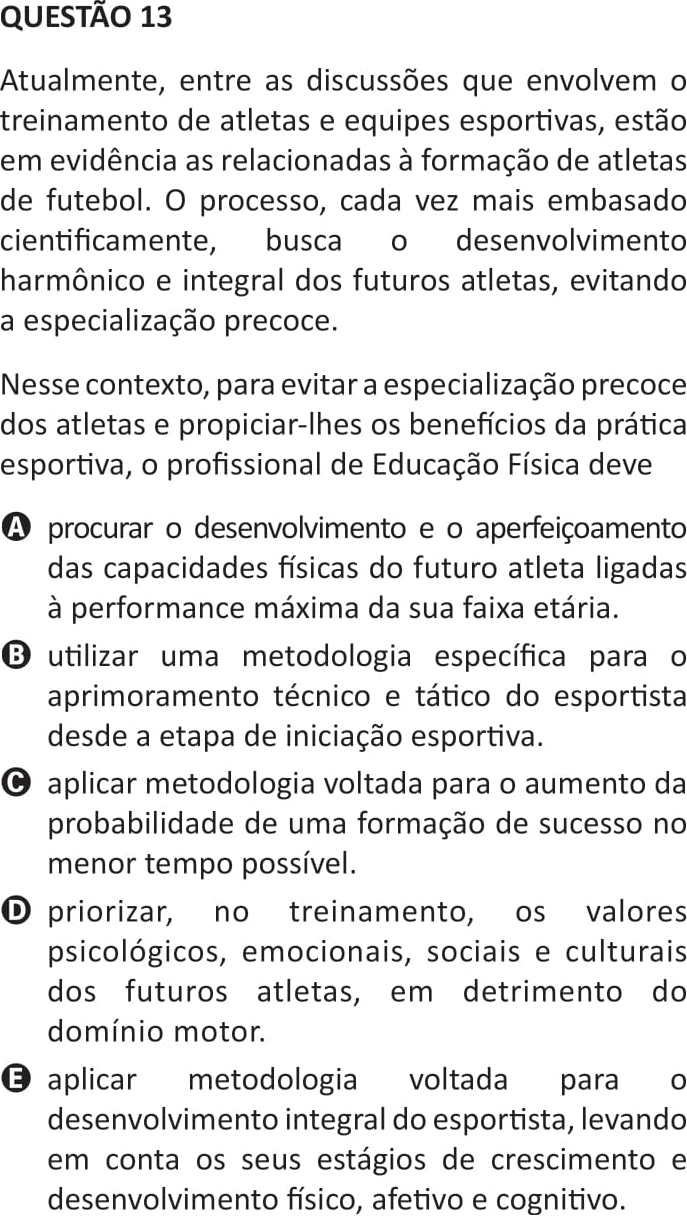 QUESTÃO 13
Atualmente, entre as discussões que envolvem o
treinamento de atletas e equipes esportivas, estão
em evidência as relacionadas à formação de atletas
de futebol. O processo, cada vez mais embasado
cientificamente, busca o desenvolvimento
harmônico e integral dos futuros atletas, evitando
a especialização precoce.
Nesse contexto, para evitar a especialização precoce
dos atletas e propiciar-lhes os benefícios da prática
esportiva, o profissional de Educação Física deve
A procurar o desenvolvimento e o aperfeiçoamento
das capacidades físicas do futuro atleta ligadas
à performance máxima da sua faixa etária.
B utilizar uma metodologia específica para o
aprimoramento técnico e tático do esportista
desde a etapa de iniciação esportiva.
C aplicar metodologia voltada para o aumento da
probabilidade de uma formação de sucesso no
menor tempo possível.
D priorizar, no treinamento, os valores
psicológicos, emocionais, sociais e culturais
dos futuros atletas, em detrimento do
domínio motor.
E aplicar metodologia voltada para o
desenvolvimento integral do esportista, levando
em conta os seus estágios de crescimento e
desenvolvimento físico, afetivo e cognitivo.